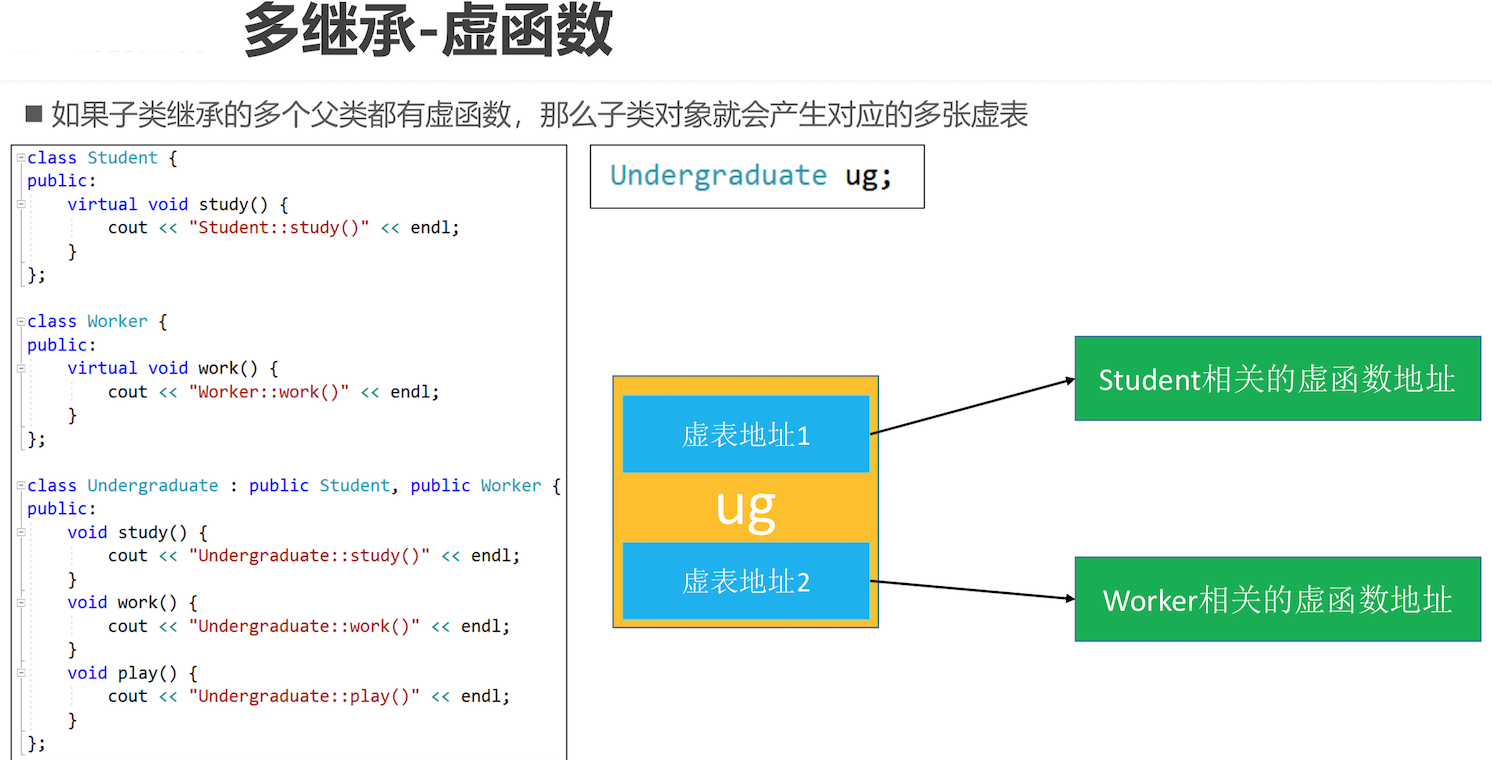 多继承-虚函数
■ 如果子类继承的多个父类都有虚函数，那么子类对象就会产生对应的多张虚表
class Student {
public:
    virtual void study() {
        cout << "Student::study()" << endl;
    }
};
class Worker {
public:
    virtual void work() {
        cout << "Worker::work()" << endl;
    }
};
class Undergraduate : public Student, public Worker {
public:
    void study() {
        cout << "Undergraduate::study()" << endl;
    }
    void work() {
        cout << "Undergraduate::work()" << endl;
    }
    void play() {
        cout << "Undergraduate::play()" << endl;
    }
};
Undergraduate ug;
虚表地址1
ug
虚表地址2
Student相关的虚函数地址
Worker相关的虚函数地址